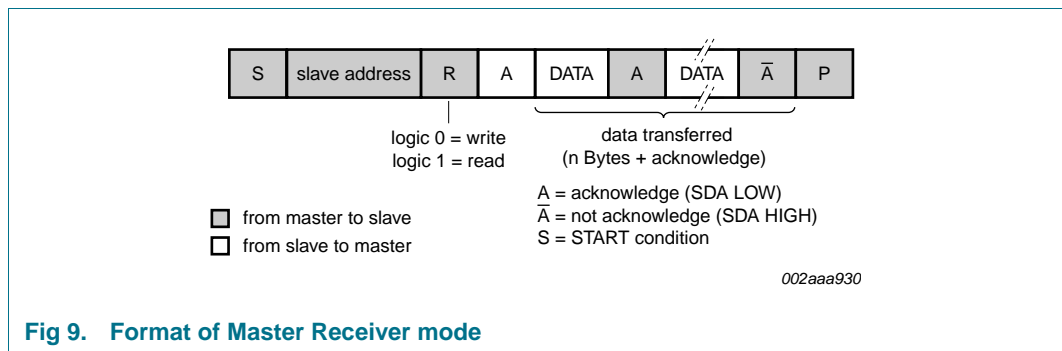 S slave address R A DATA A DATA A̅ P
logic 0 = write
logic 1 = read
data transferred
(n Bytes + acknowledge)
A = acknowledge (SDA LOW)
A̅ = not acknowledge (SDA HIGH)
S = START condition
from master to slave
from slave to master
002aaa930
Fig 9. Format of Master Receiver mode